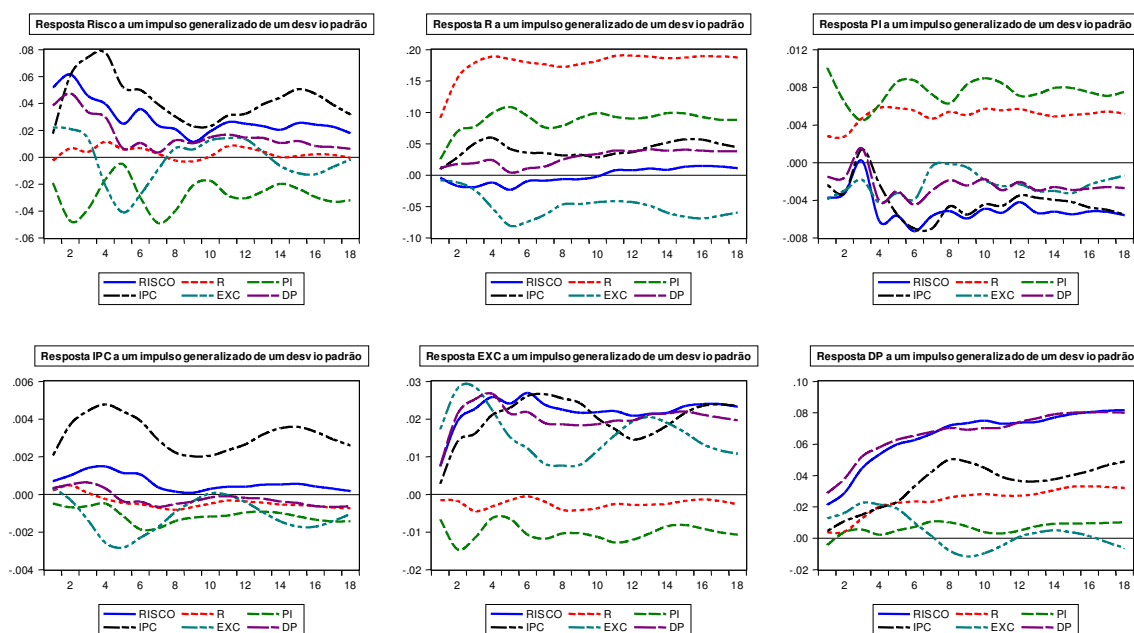 Resposta Risco a um impulso generalizado de um desvio padrão
.08
.06
.04
.02
.00
-.02
-.04
-.06
2 4 6 8 10 12 14 16 18
RISCO R PI
IPC EXC DP
Resposta R a um impulso generalizado de um desvio padrão
.20
.15
.10
.05
.00
-.05
-.10
2 4 6 8 10 12 14 16 18
RISCO R PI
IPC EXC DP
Resposta PI a um impulso generalizado de um desvio padrão
.012
.008
.004
.000
-.004
-.008
2 4 6 8 10 12 14 16 18
RISCO R PI
IPC EXC DP
Resposta IPC a um impulso generalizado de um desvio padrão
.006
.004
.002
.000
-.002
-.004
2 4 6 8 10 12 14 16 18
RISCO R PI
IPC EXC DP
Resposta EXC a um impulso generalizado de um desvio padrão
.03
.02
.01
.00
-.01
-.02
2 4 6 8 10 12 14 16 18
RISCO R PI
IPC EXC DP
Resposta DP a um impulso generalizado de um desvio padrão
.10
.08
.06
.04
.02
.00
-.02
2 4 6 8 10 12 14 16 18
RISCO R PI
IPC EXC DP